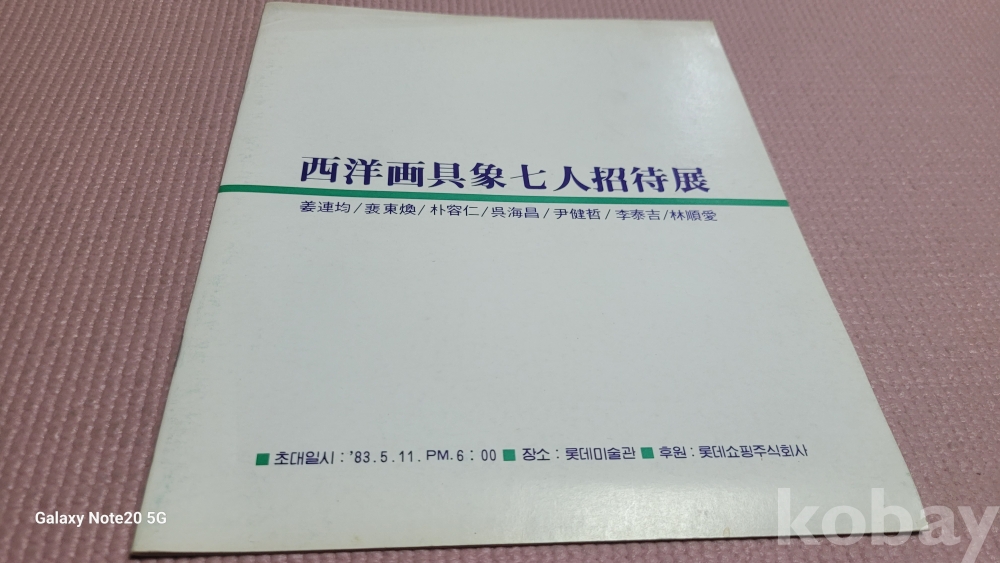 西洋画具象七人招待展
姜連均/裵東煥/朴容仁/吳海昌/尹健哲/李泰吉/林順愛
■ 초대일시 : '83.5.11. PM.6 : 00 ■ 장소 : 롯데미술관 ■ 후원 : 롯데쇼핑주식회사
Galaxy Note20 5G
kobay